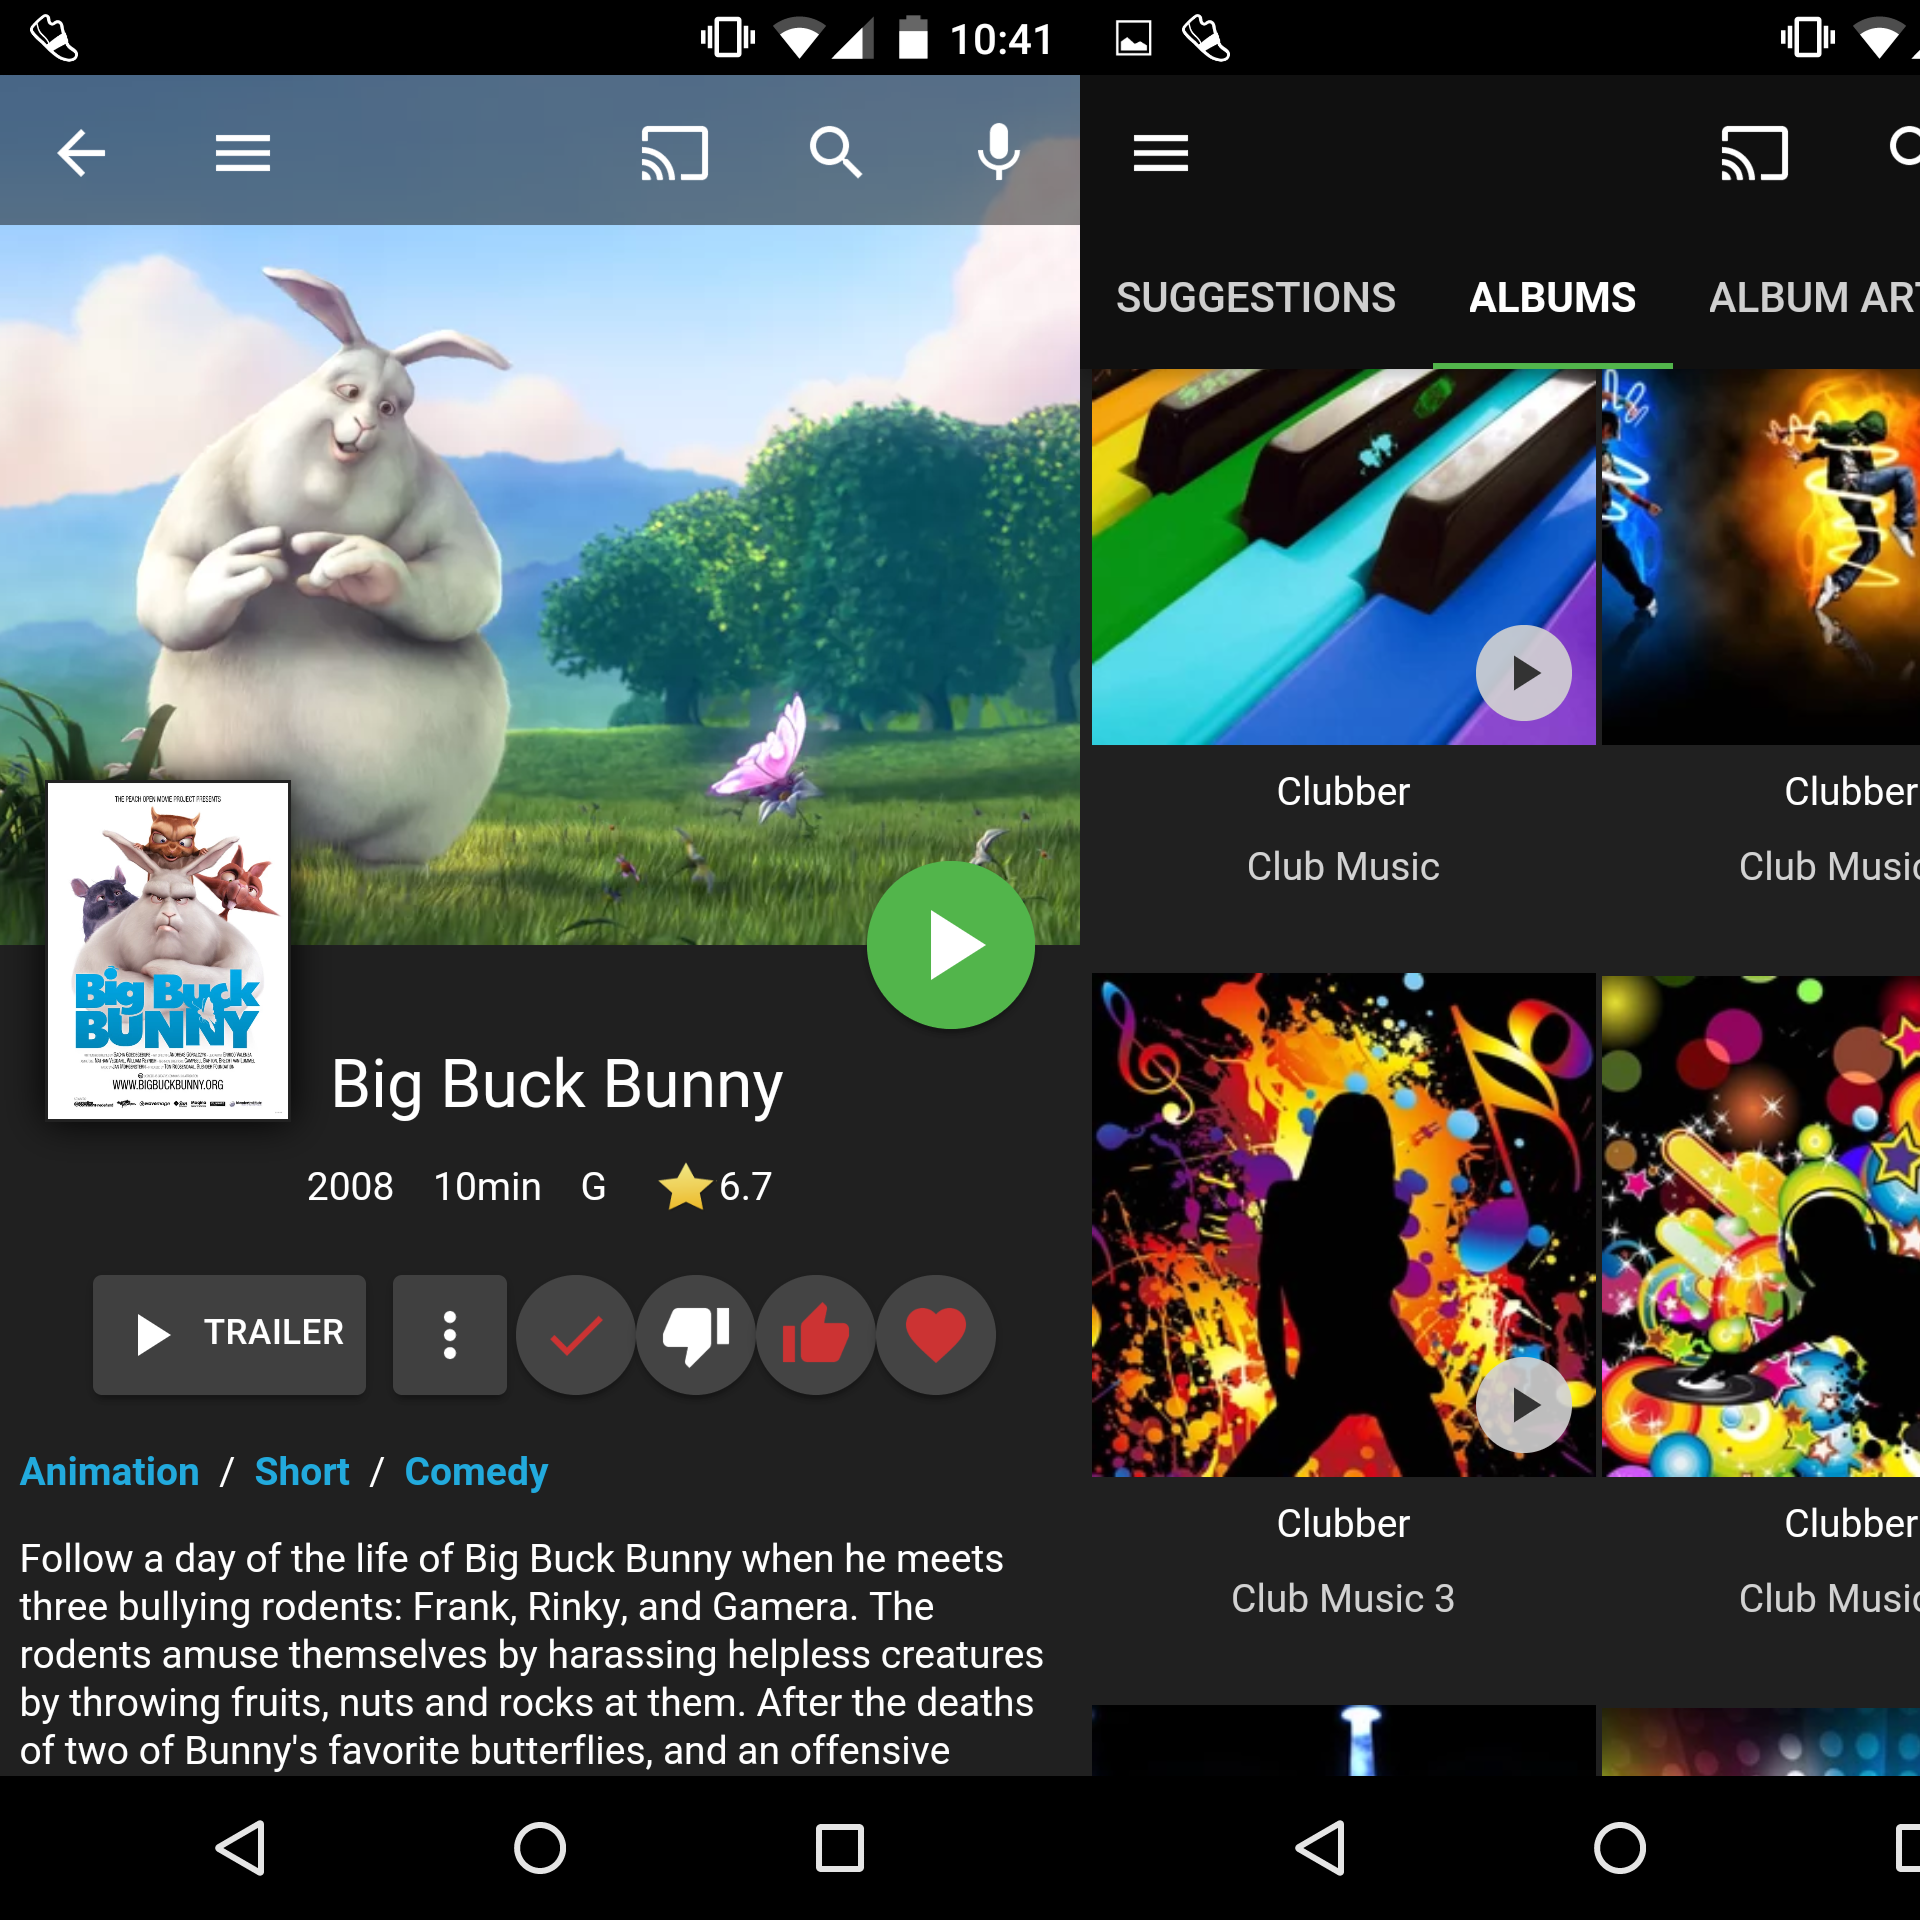 10:41
THE PEACH OPEN MOVIE PROJECT PRESENTS
Big Buck
BUNNY
WWW.BIGBUCKBUNNY.ORG
Big Buck Bunny
2008 10min G 6.7
TRAILER
Animation / Short / Comedy
Follow a day of the life of Big Buck Bunny when he meets
three bullying rodents: Frank, Rinky, and Gamera. The
rodents amuse themselves by harassing helpless creatures
by throwing fruits, nuts and rocks at them. After the deaths
of two of Bunny's favorite butterflies, and an offensive
SUGGESTIONS ALBUMS ALBUM ART
Clubber Clubber
Club Music Club Music
Clubber Clubber
Club Music 3 Club Music